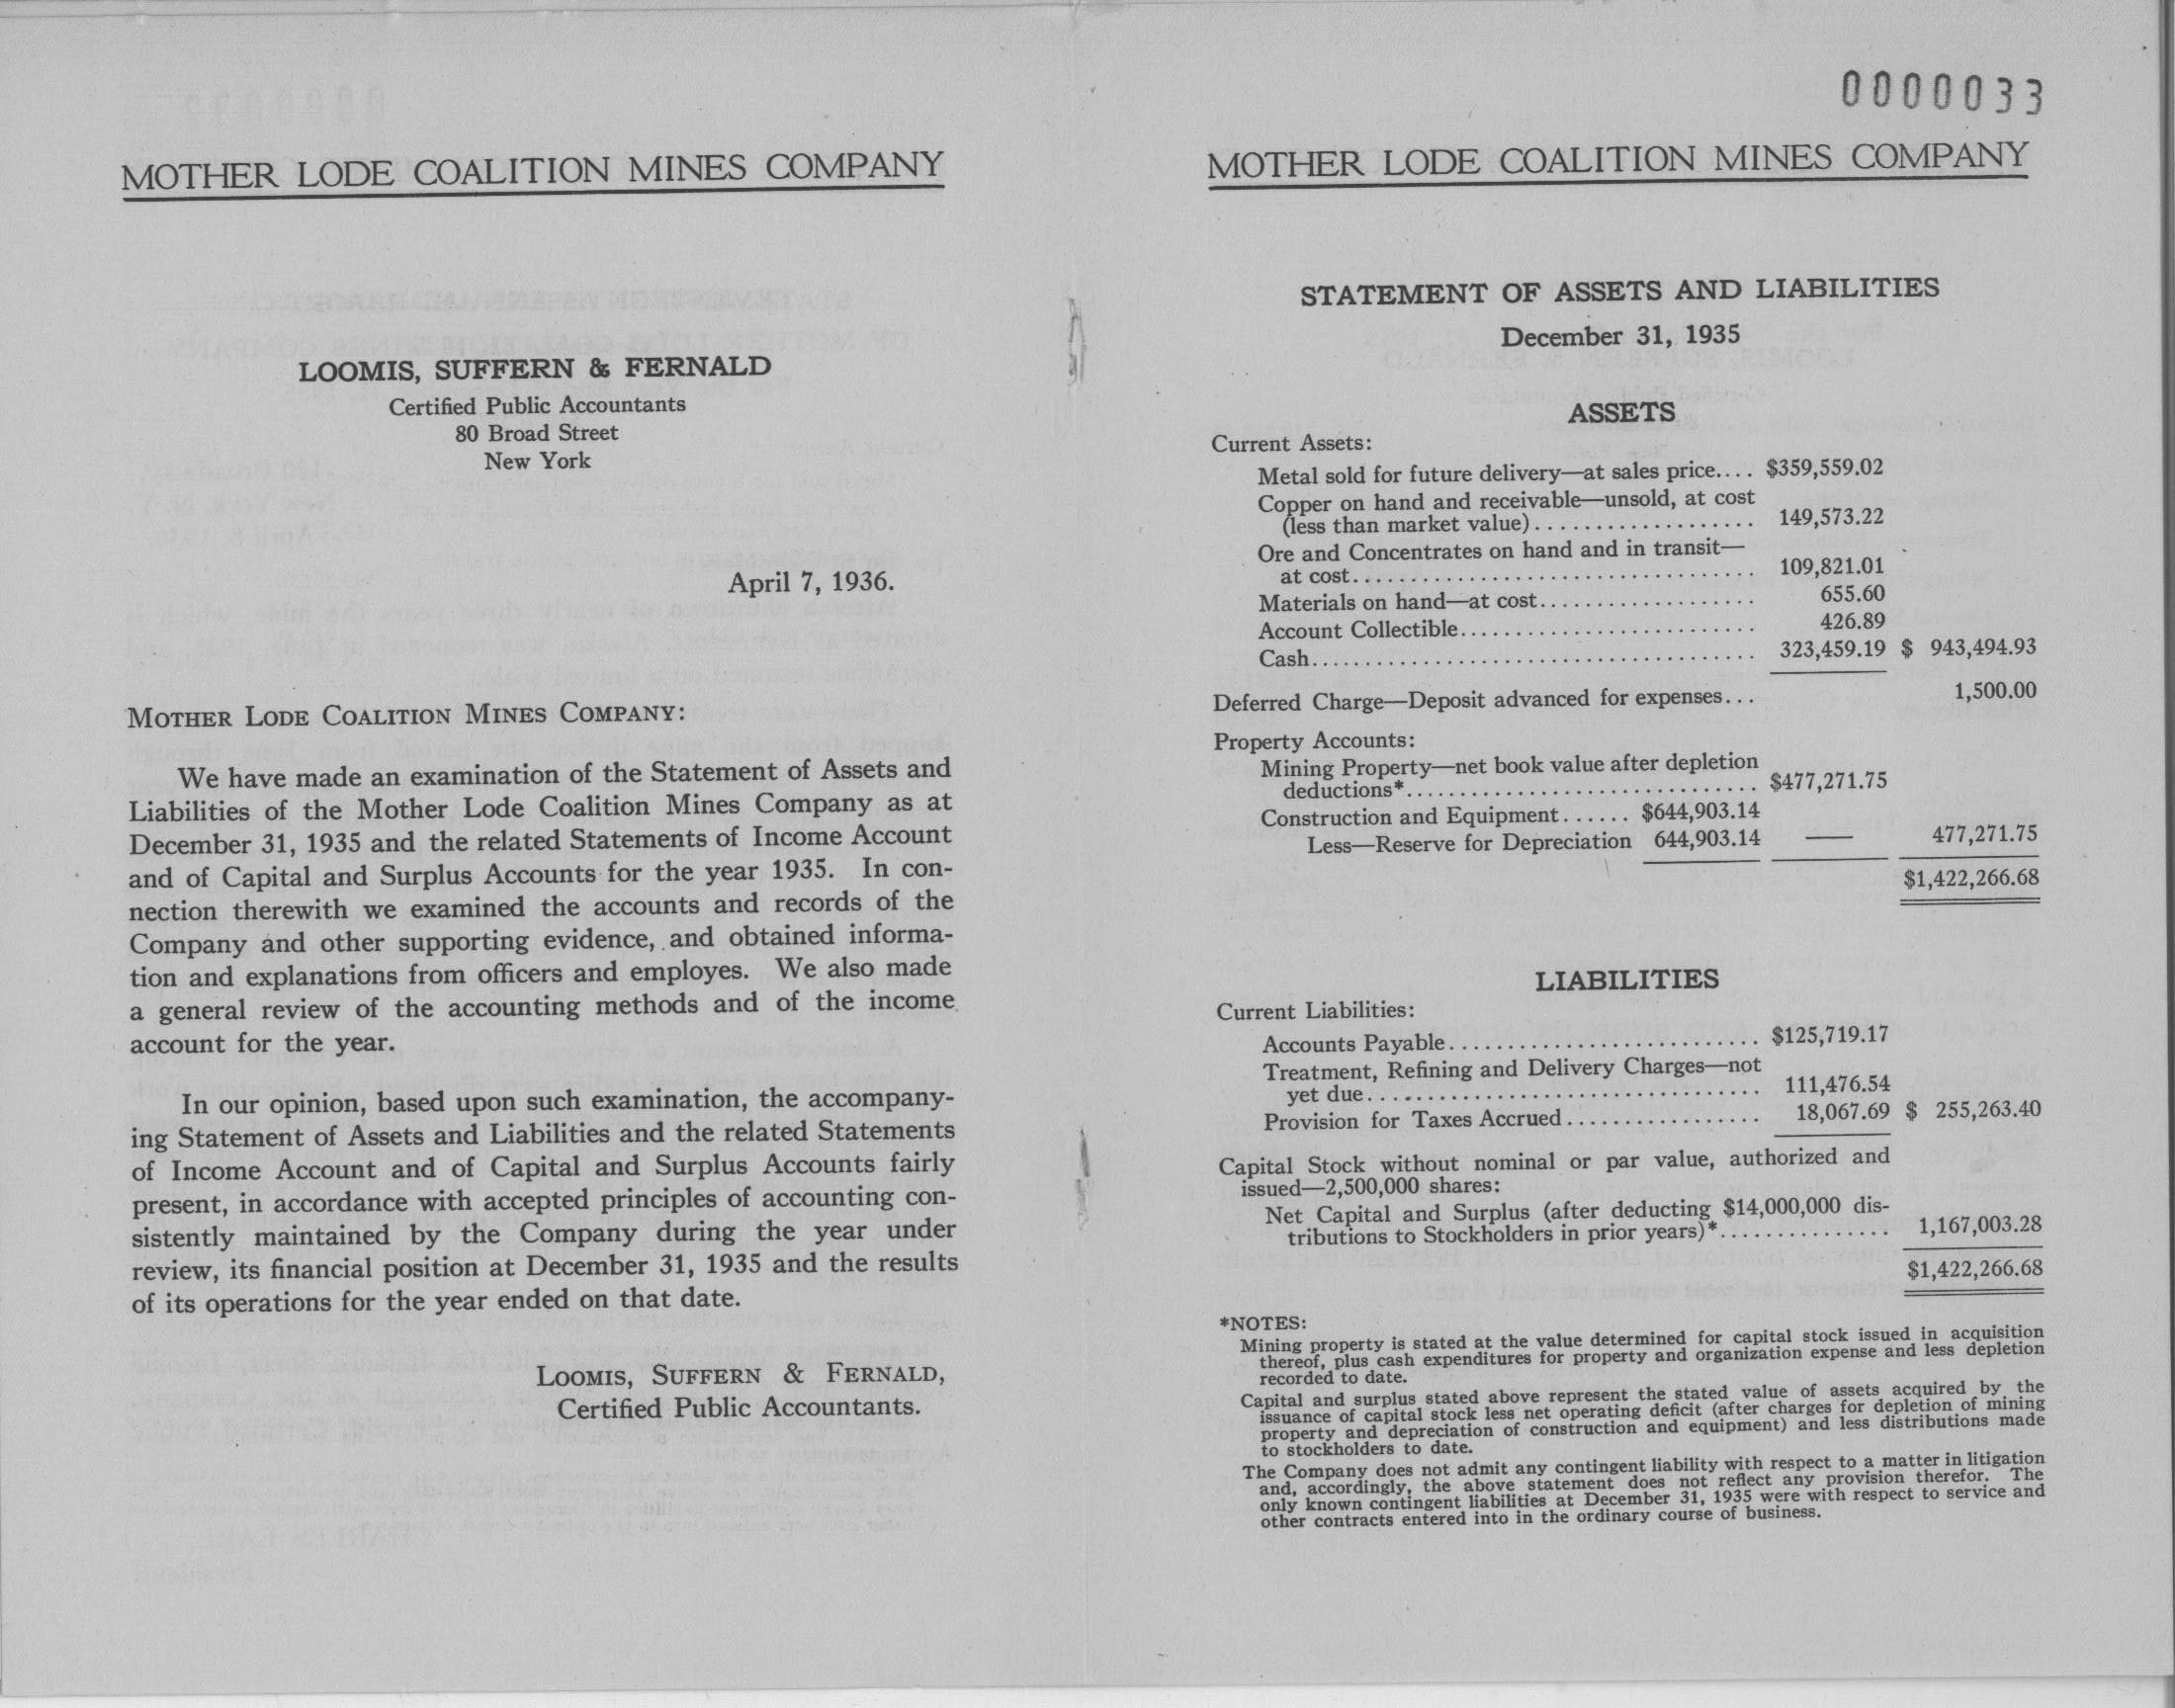 MOTHER LODE COALITION MINES COMPANY
LOOMIS, SUFFERN & FERNALD
Certified Public Accountants
80 Broad Street
New York
April 7, 1936.
MOTHER LODE COALITION MINES COMPANY:
We have made an examination of the Statement of Assets and
Liabilities of the Mother Lode Coalition Mines Company as at
December 31, 1935 and the related Statements of Income Account
and of Capital and Surplus Accounts for the year 1935. In con-
nection therewith we examined the accounts and records of the
Company and other supporting evidence, and obtained informa-
tion and explanations from officers and employes. We also made
a general review of the accounting methods and of the income
account for the year.
In our opinion, based upon such examination, the accompany-
ing Statement of Assets and Liabilities and the related Statements
of Income Account and of Capital and Surplus Accounts fairly
present, in accordance with accepted principles of accounting con-
sistently maintained by the Company during the year under
review, its financial position at December 31, 1935 and the results
of its operations for the year ended on that date.
LOOMIS, SUFFERN & FERNALD,
Certified Public Accountants.
0000033
MOTHER LODE COALITION MINES COMPANY
STATEMENT OF ASSETS AND LIABILITIES
December 31, 1935
ASSETS
Current Assets:
Metal sold for future delivery—at sales price.... $359,559.02
Copper on hand and receivable—unsold, at cost
(less than market value)................... 149,573.22
Ore and Concentrates on hand and in transit—
at cost.................................. 109,821.01
Materials on hand—at cost................... 655.60
Account Collectible.......................... 426.89
Cash...................................... 323,459.19 $ 943,494.93
Deferred Charge—Deposit advanced for expenses... 1,500.00
Property Accounts:
Mining Property—net book value after depletion
deductions*.............................. $477,271.75
Construction and Equipment...... $644,903.14
Less—Reserve for Depreciation 644,903.14 — 477,271.75
$1,422,266.68
LIABILITIES
Current Liabilities:
Accounts Payable.......................... $125,719.17
Treatment, Refining and Delivery Charges—not
yet due.................................. 111,476.54
Provision for Taxes Accrued................. 18,067.69 $ 255,263.40
Capital Stock without nominal or par value, authorized and
issued—2,500,000 shares:
Net Capital and Surplus (after deducting $14,000,000 dis-
tributions to Stockholders in prior years)*............... 1,167,003.28
$1,422,266.68
*NOTES:
Mining property is stated at the value determined for capital stock issued in acquisition
thereof, plus cash expenditures for property and organization expense and less depletion
recorded to date.
Capital and surplus stated above represent the stated value of assets acquired by the
issuance of capital stock less net operating deficit (after charges for depletion of mining
property and depreciation of construction and equipment) and less distributions made
to stockholders to date.
The Company does not admit any contingent liability with respect to a matter in litigation
and, accordingly, the above statement does not reflect any provision therefor. The
only known contingent liabilities at December 31, 1935 were with respect to service and
other contracts entered into in the ordinary course of business.